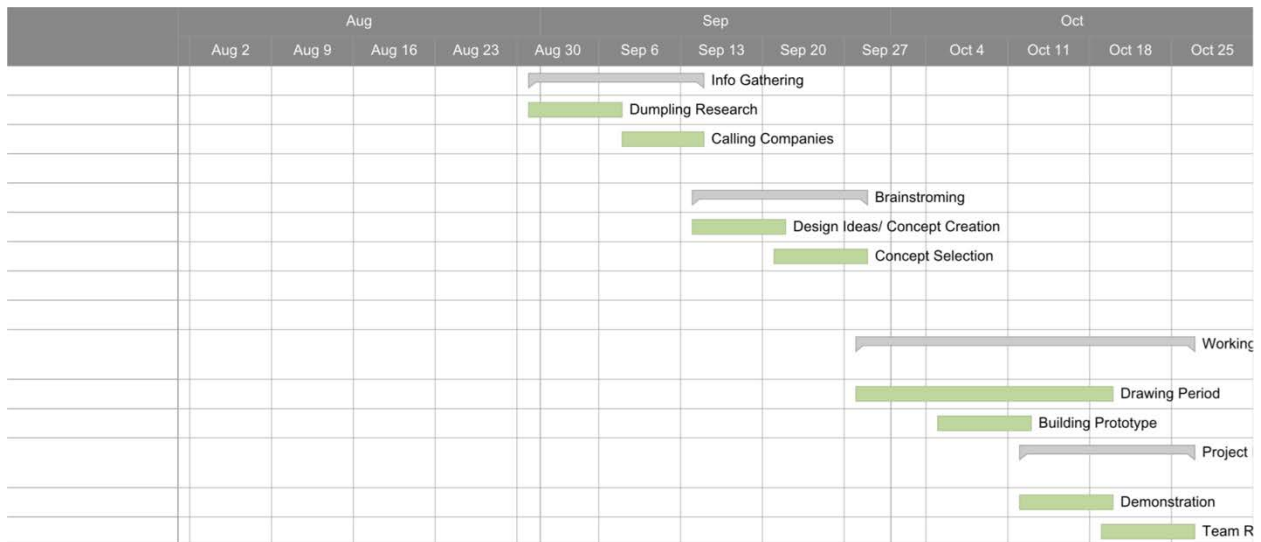 Aug Sep Oct
Aug 2 Aug 9 Aug 16 Aug 23 Aug 30 Sep 6 Sep 13 Sep 20 Sep 27 Oct 4 Oct 11 Oct 18 Oct 25
Info Gathering
Dumpling Research
Calling Companies
Brainstroming
Design Ideas/ Concept Creation
Concept Selection
Working
Drawing Period
Building Prototype
Project
Demonstration
Team R